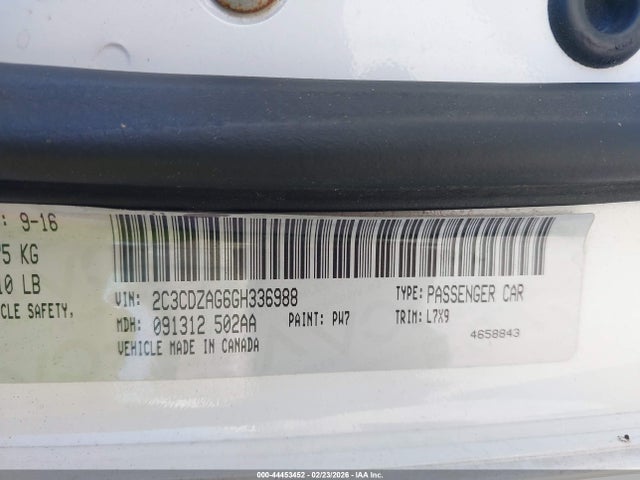 : 9-16
5 KG
10 LB
CLE SAFETY,
VIN: 2C3CDZAG6GH336988 TYPE: PASSENGER CAR
MDH: 091312 502AA PAINT: PW7 TRIM: L7X9
VEHICLE MADE IN CANADA 4658843
000-44453452 - 02/23/2026 - IAA Inc.